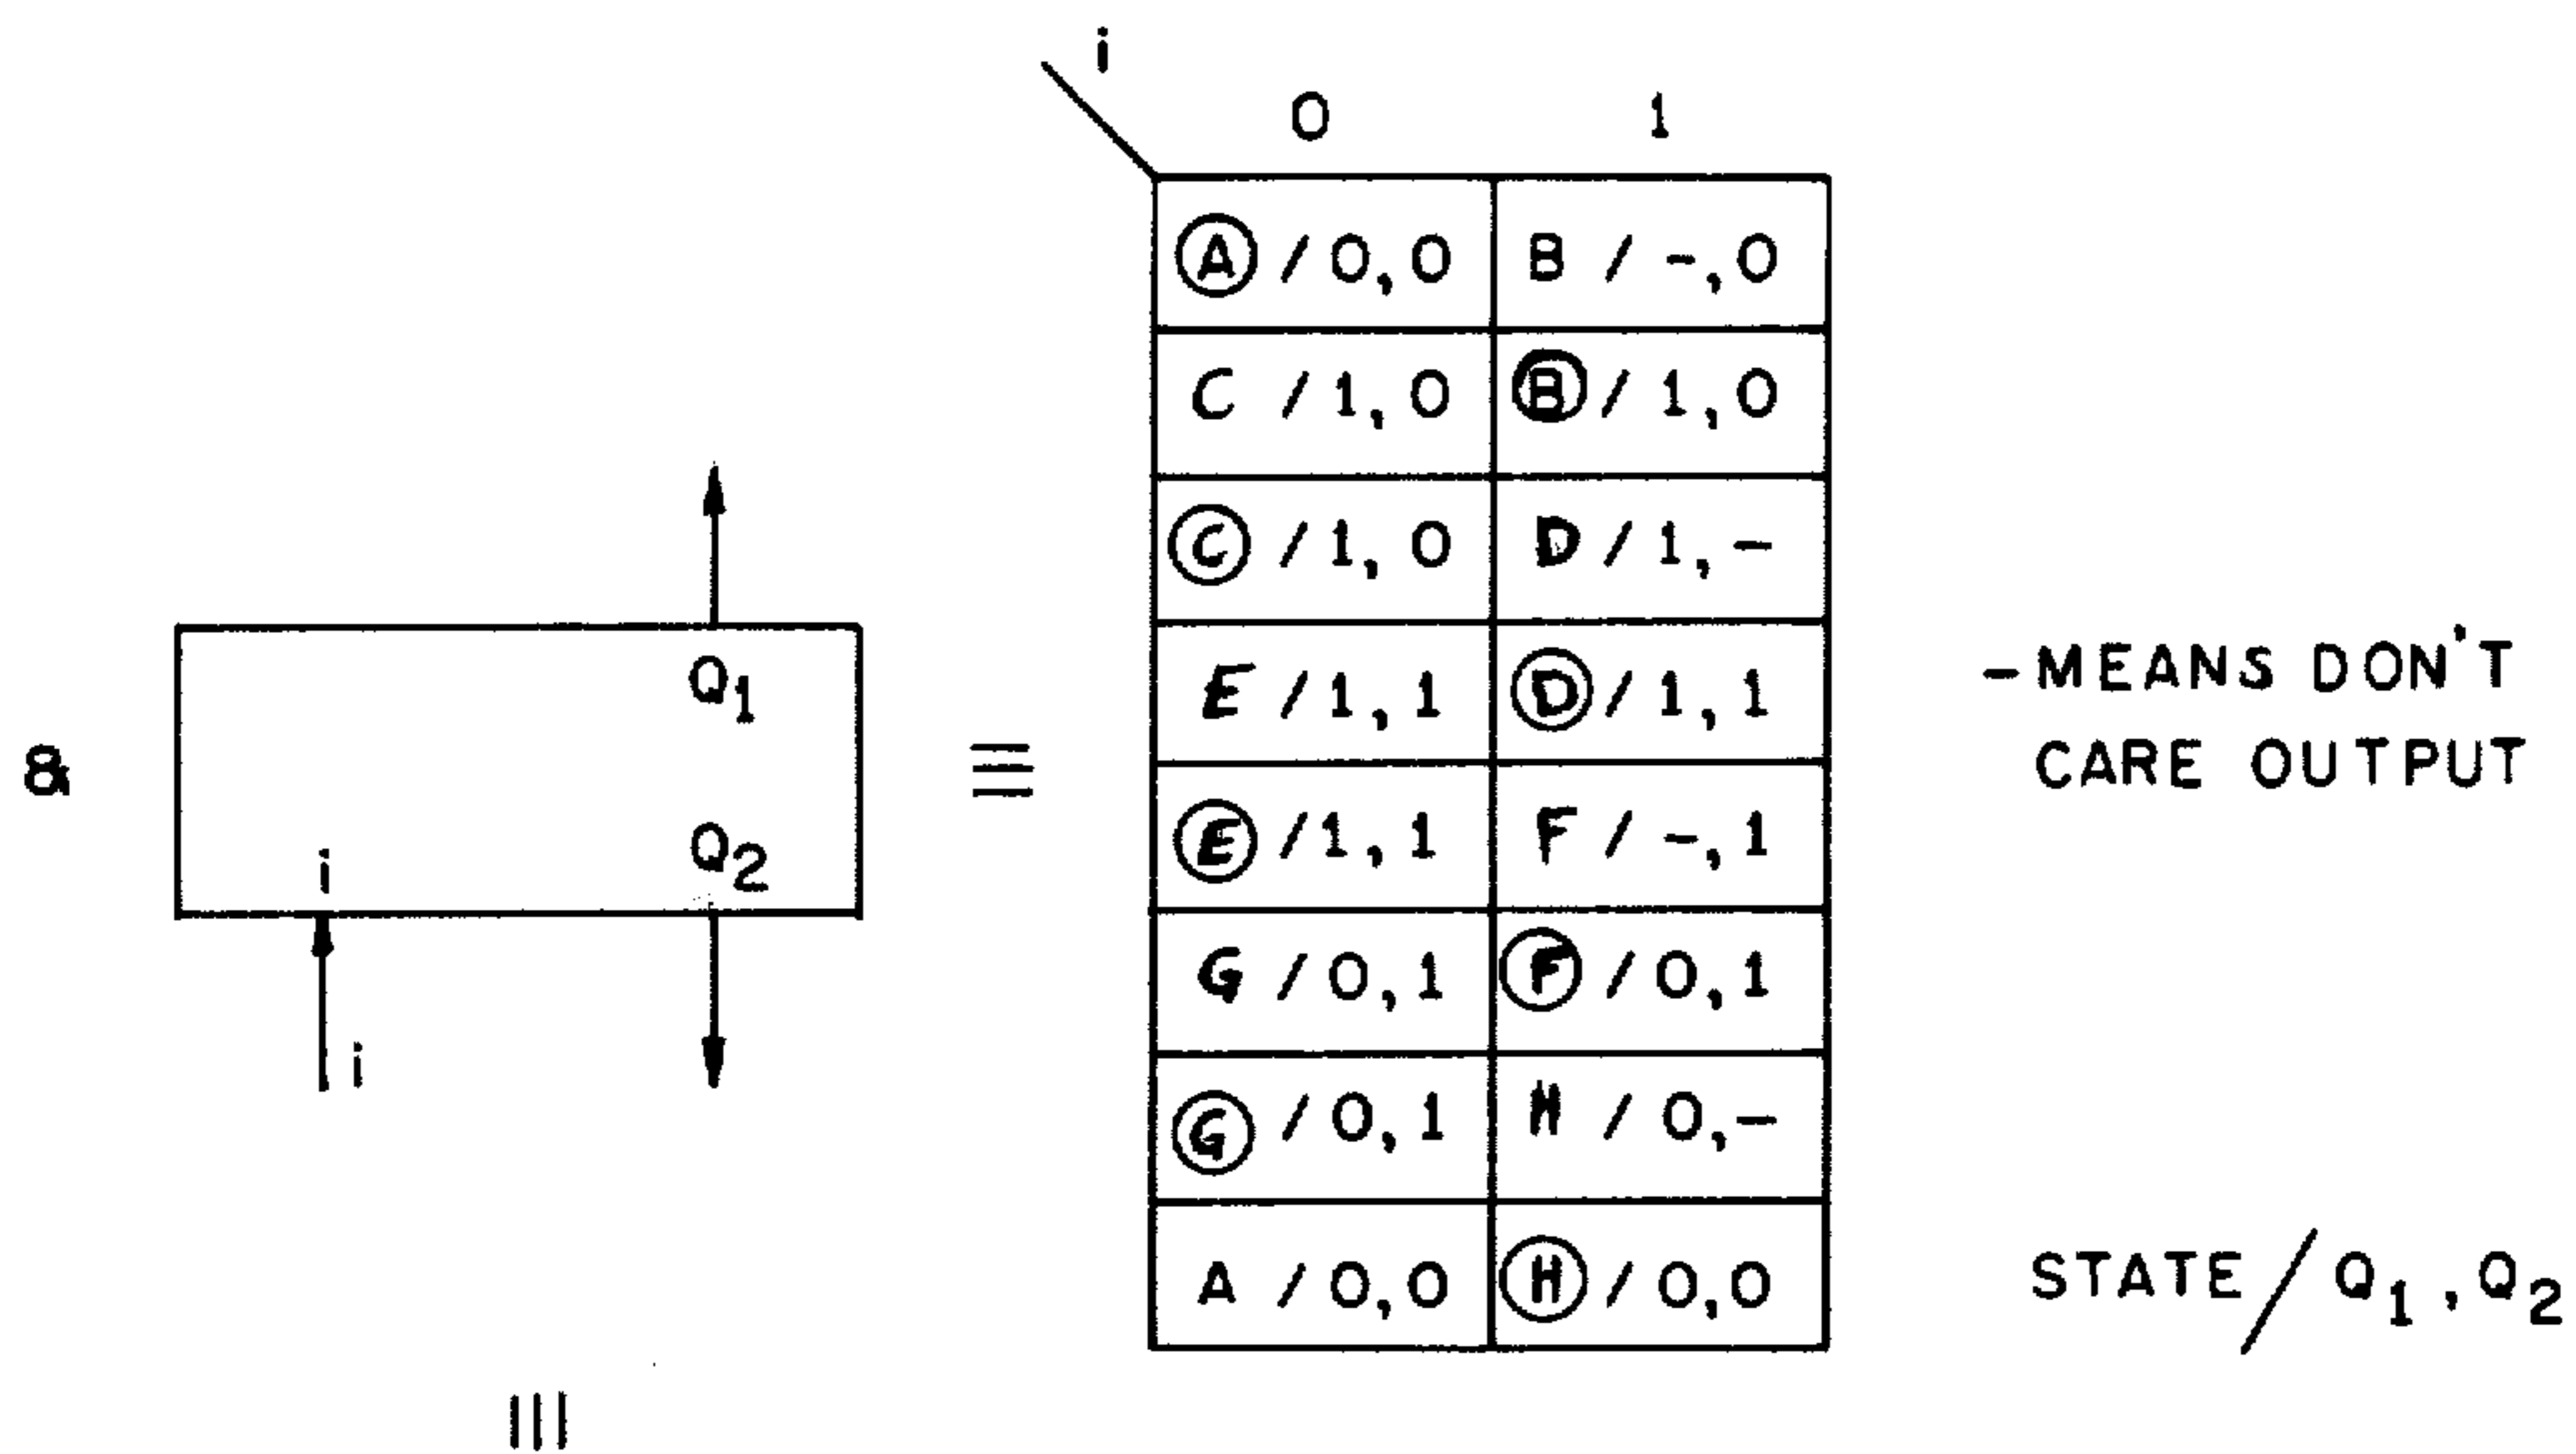 i
0 1
A / 0,0 B / -,0
C / 1,0 B / 1,0
C / 1,0 D / 1,-
E / 1,1 D / 1,1
E / 1,1 F / -,1
G / 0,1 F / 0,1
G / 0,1 H / 0,-
A / 0,0 H / 0,0
&
Q1
Q2
i
i
≡
- MEANS DON'T
CARE OUTPUT
STATE / Q1, Q2
|||